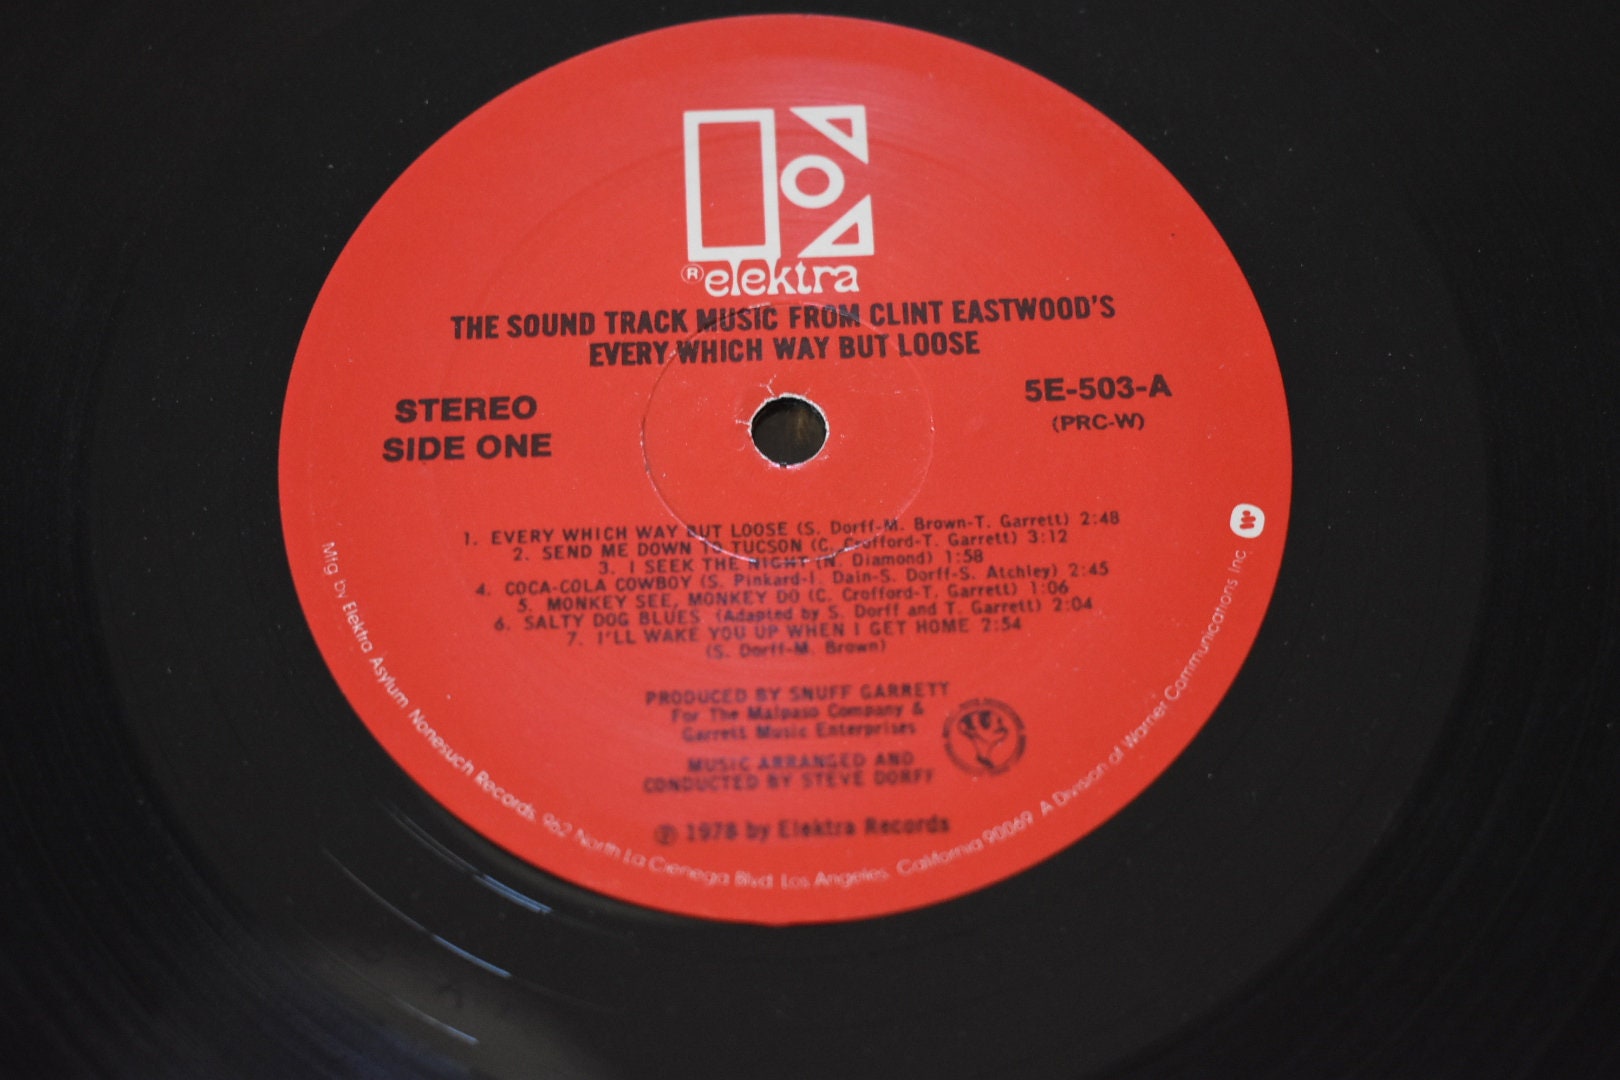 ® elektra
THE SOUND TRACK MUSIC FROM CLINT EASTWOOD'S
EVERY WHICH WAY BUT LOOSE
STEREO
SIDE ONE
5E-503-A
(PRC-W)
1. EVERY WHICH WAY BUT LOOSE (S. Dorff-M. Brown-T. Garrett) 2:48
2. SEND ME DOWN TO TUCSON (C. Crofford-T. Garrett) 3:12
3. I SEEK THE NIGHT (N. Diamond) 1:58
4. COCA-COLA COWBOY (S. Pinkard-I. Dain-S. Dorff-S. Atchley) 2:45
5. MONKEY SEE, MONKEY DO (C. Crofford-T. Garrett) 1:06
6. SALTY DOG BLUES (Adapted by S. Dorff and T. Garrett) 2:04
7. I'LL WAKE YOU UP WHEN I GET HOME 2:54
(S. Dorff-M. Brown)
PRODUCED BY SNUFF GARRETT
For The Malpaso Company &
Garrett Music Enterprises
MUSIC ARRANGED AND
CONDUCTED BY STEVE DORFF
℗ 1978 by Elektra Records
Mfg. by Elektra Asylum Nonesuch Records, 962 North La Cienega Blvd. Los Angeles, California 90069 A Division of Warner Communications Inc.